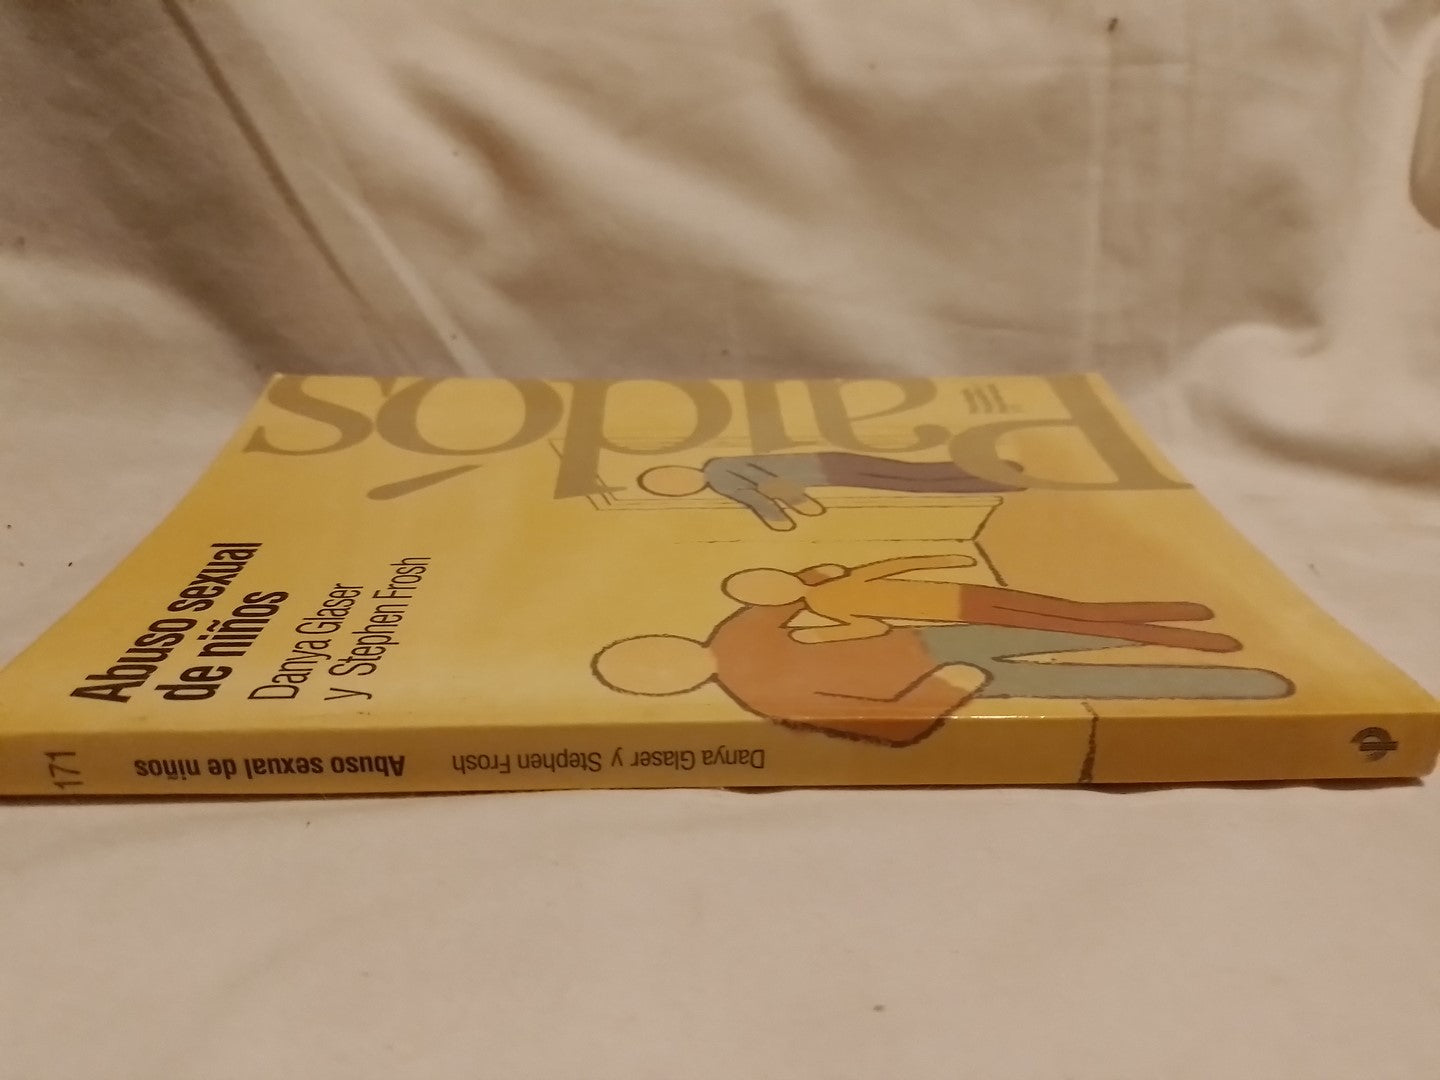 Paidós
Abuso sexual
de niños
Danya Glaser
y Stephen Frosh
171
Abuso sexual de niños
Danya Glaser y Stephen Frosh